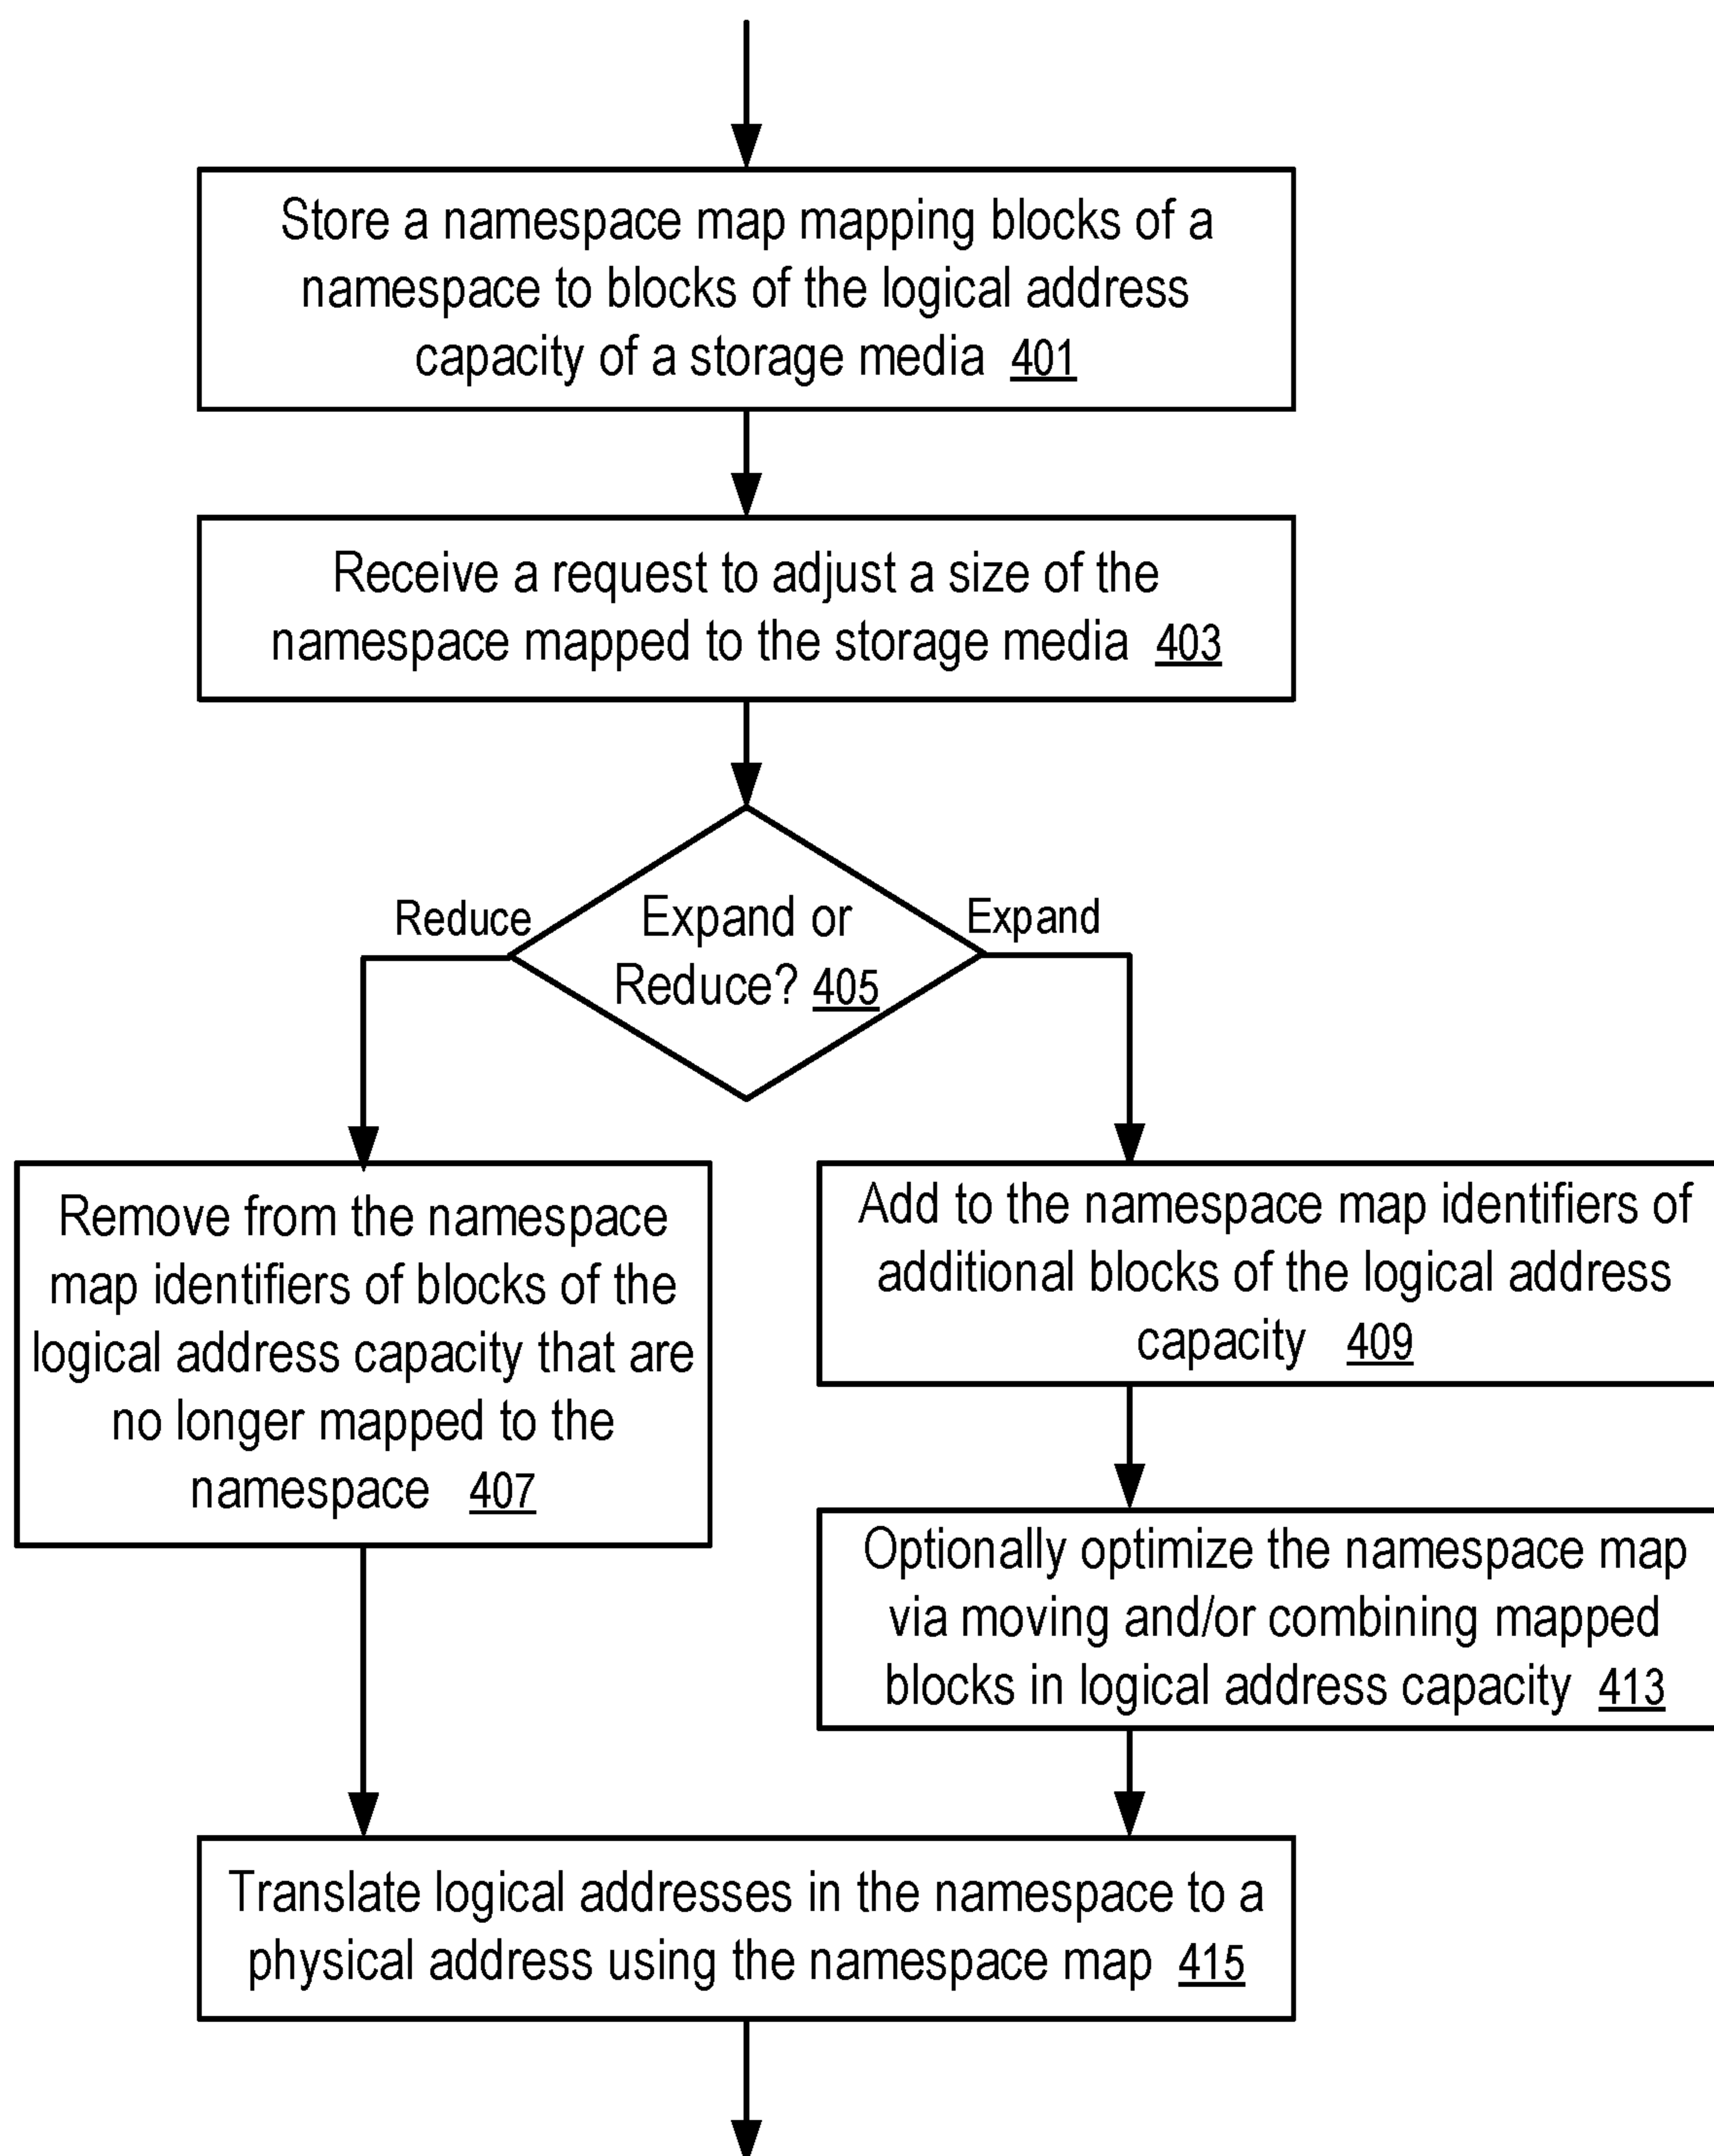 Store a namespace map mapping blocks of a
namespace to blocks of the logical address
capacity of a storage media 401
Receive a request to adjust a size of the
namespace mapped to the storage media 403
Reduce
Expand or
Reduce? 405
Expand
Remove from the namespace
map identifiers of blocks of the
logical address capacity that are
no longer mapped to the
namespace 407
Add to the namespace map identifiers of
additional blocks of the logical address
capacity 409
Optionally optimize the namespace map
via moving and/or combining mapped
blocks in logical address capacity 413
Translate logical addresses in the namespace to a
physical address using the namespace map 415